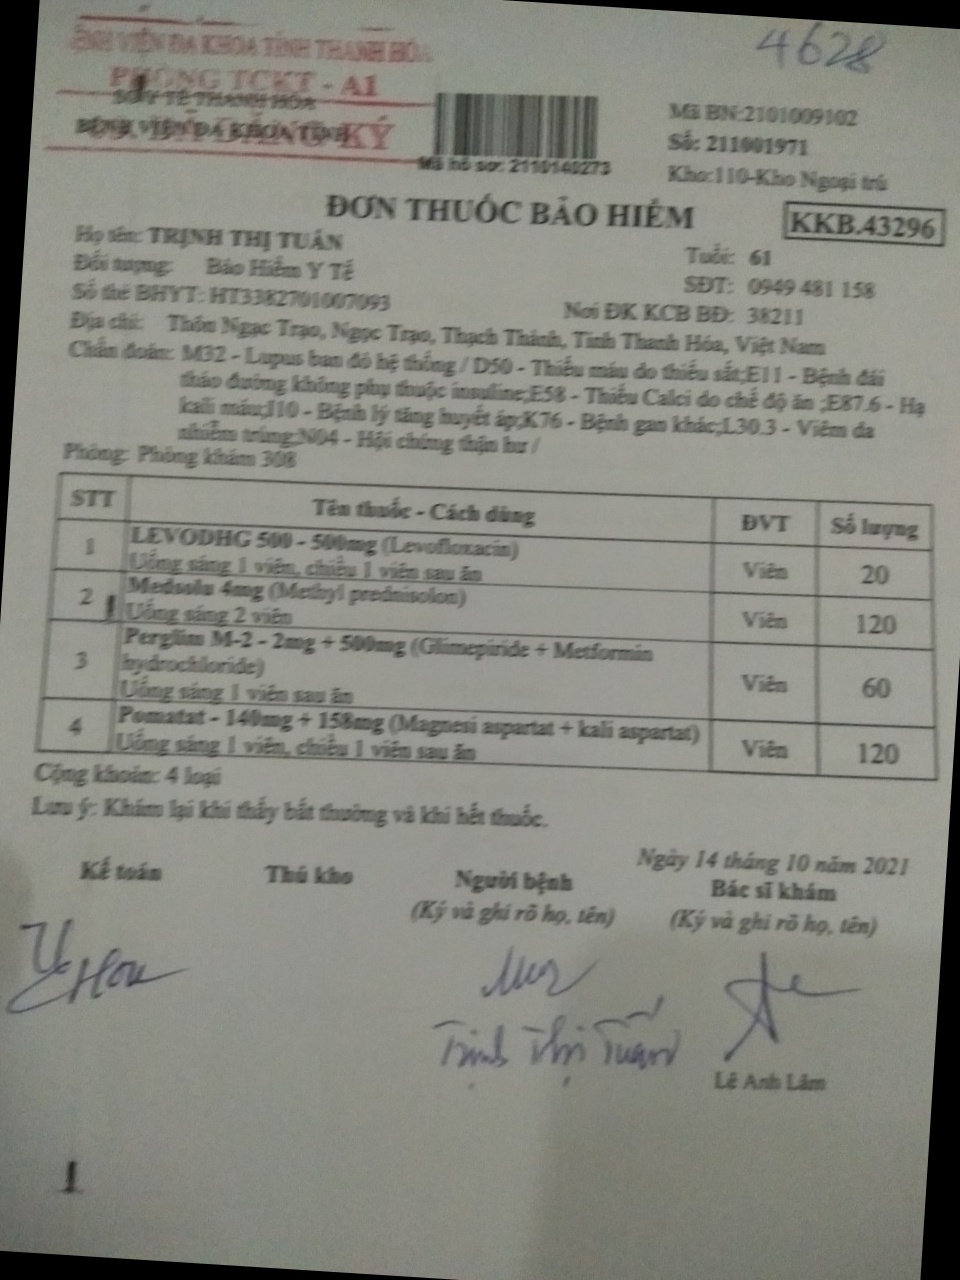 4628
BỆNH VIỆN ĐA KHOA TỈNH THANH HÓA
PHÒNG TCKT - A1
SỞ Y TẾ THANH HÓA
BỆNH VIỆN ĐA KHOA TỈNH
KÝ
Mã hồ sơ: 2110140273
Mã BN:2101009102
Số: 211001971
Kho:110-Kho Ngoại trú
ĐƠN THUỐC BẢO HIỂM
KKB.43296
Họ tên: TRỊNH THỊ TUẤN
Tuổi: 61
Đối tượng: Bảo Hiểm Y Tế
SĐT: 0949 481 158
Số thẻ BHYT: HT3382701007093
Nơi ĐK KCB BĐ: 38211
Địa chỉ: Thôn Ngạc Trạo, Ngọc Trạo, Thạch Thành, Tỉnh Thanh Hóa, Việt Nam
Chẩn đoán: M32 - Lupus ban đỏ hệ thống / D50 - Thiếu máu do thiếu sắt;E11 - Bệnh đái
tháo đường không phụ thuộc insuline;E58 - Thiếu Calci do chế độ ăn ;E87.6 - Hạ
kali máu;I10 - Bệnh lý tăng huyết áp;K76 - Bệnh gan khác;L30.3 - Viêm da
nhiễm trùng;N04 - Hội chứng thận hư /
Phòng: Phòng khám 308
STT Tên thuốc - Cách dùng ĐVT Số lượng
1 LEVODHG 500 - 500mg (Levofloxacin) Viên 20
Uống sáng 1 viên, chiều 1 viên sau ăn
2 Medsolu 4mg (Methyl prednisolon) Viên 120
Uống sáng 2 viên
3 Perglim M-2 - 2mg + 500mg (Glimepiride + Metformin
hydrochloride) Viên 60
Uống sáng 1 viên sau ăn
4 Pomatat - 140mg + 158mg (Magnesi aspartat + kali aspartat) Viên 120
Uống sáng 1 viên, chiều 1 viên sau ăn
Cộng khoản: 4 loại
Lưu ý: Khám lại khi thấy bất thường và khi hết thuốc.
Ngày 14 tháng 10 năm 2021
Kế toán Thủ kho Người bệnh Bác sĩ khám
(Ký và ghi rõ họ, tên) (Ký và ghi rõ họ, tên)
Trịnh Thị Tuấn
Lê Anh Lâm